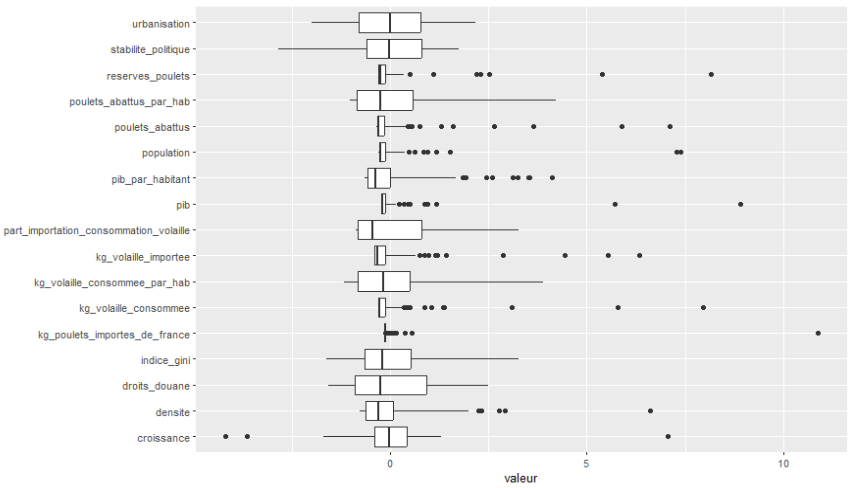 urbanisation
stabilite_politique
reserves_poulets
poulets_abattus_par_hab
poulets_abattus
population
pib_par_habitant
pib
part_importation_consommation_volaille
kg_volaille_importee
kg_volaille_consommee_par_hab
kg_volaille_consommee
kg_poulets_importes_de_france
indice_gini
droits_douane
densite
croissance
0 5 10
valeur